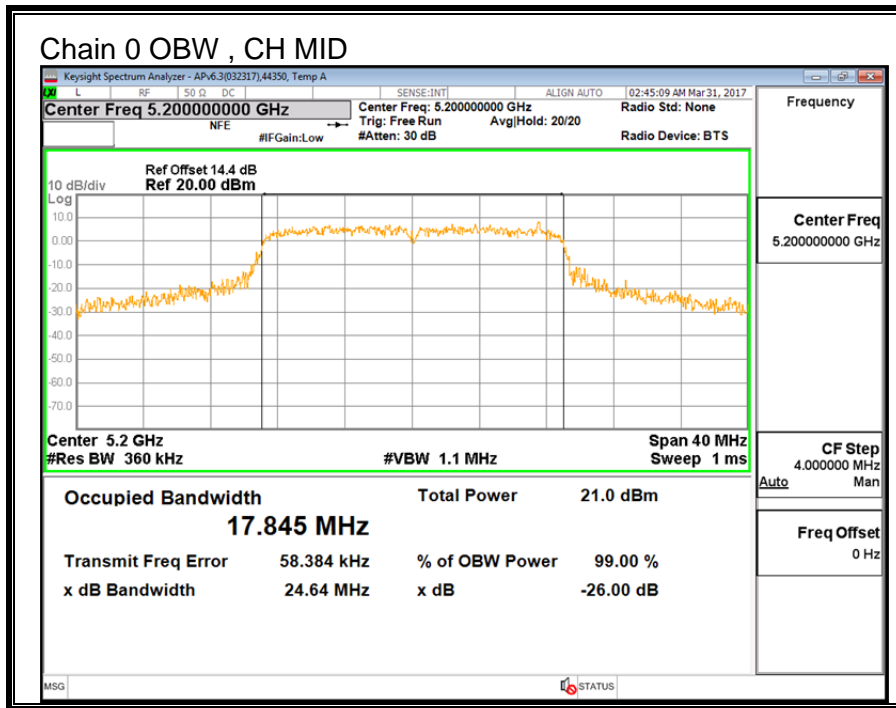 Chain 0 OBW , CH MID
Keysight Spectrum Analyzer - APv6.3(032317),44350, Temp A
LXI L RF 50 Ω DC SENSE:INT ALIGN AUTO 02:45:09 AM Mar 31, 2017
Center Freq 5.200000000 GHz Center Freq: 5.200000000 GHz Radio Std: None
NFE Trig: Free Run Avg|Hold: 20/20
#IFGain:Low #Atten: 30 dB Radio Device: BTS
Frequency
Ref Offset 14.4 dB
10 dB/div Ref 20.00 dBm
Log
10.0
0.00
-10.0
-20.0
-30.0
-40.0
-50.0
-60.0
-70.0
Center 5.2 GHz Span 40 MHz
#Res BW 360 kHz #VBW 1.1 MHz Sweep 1 ms
Center Freq
5.200000000 GHz
CF Step
4.000000 MHz
Auto Man
Freq Offset
0 Hz
Occupied Bandwidth Total Power 21.0 dBm
17.845 MHz
Transmit Freq Error 58.384 kHz % of OBW Power 99.00 %
x dB Bandwidth 24.64 MHz x dB -26.00 dB
MSG STATUS